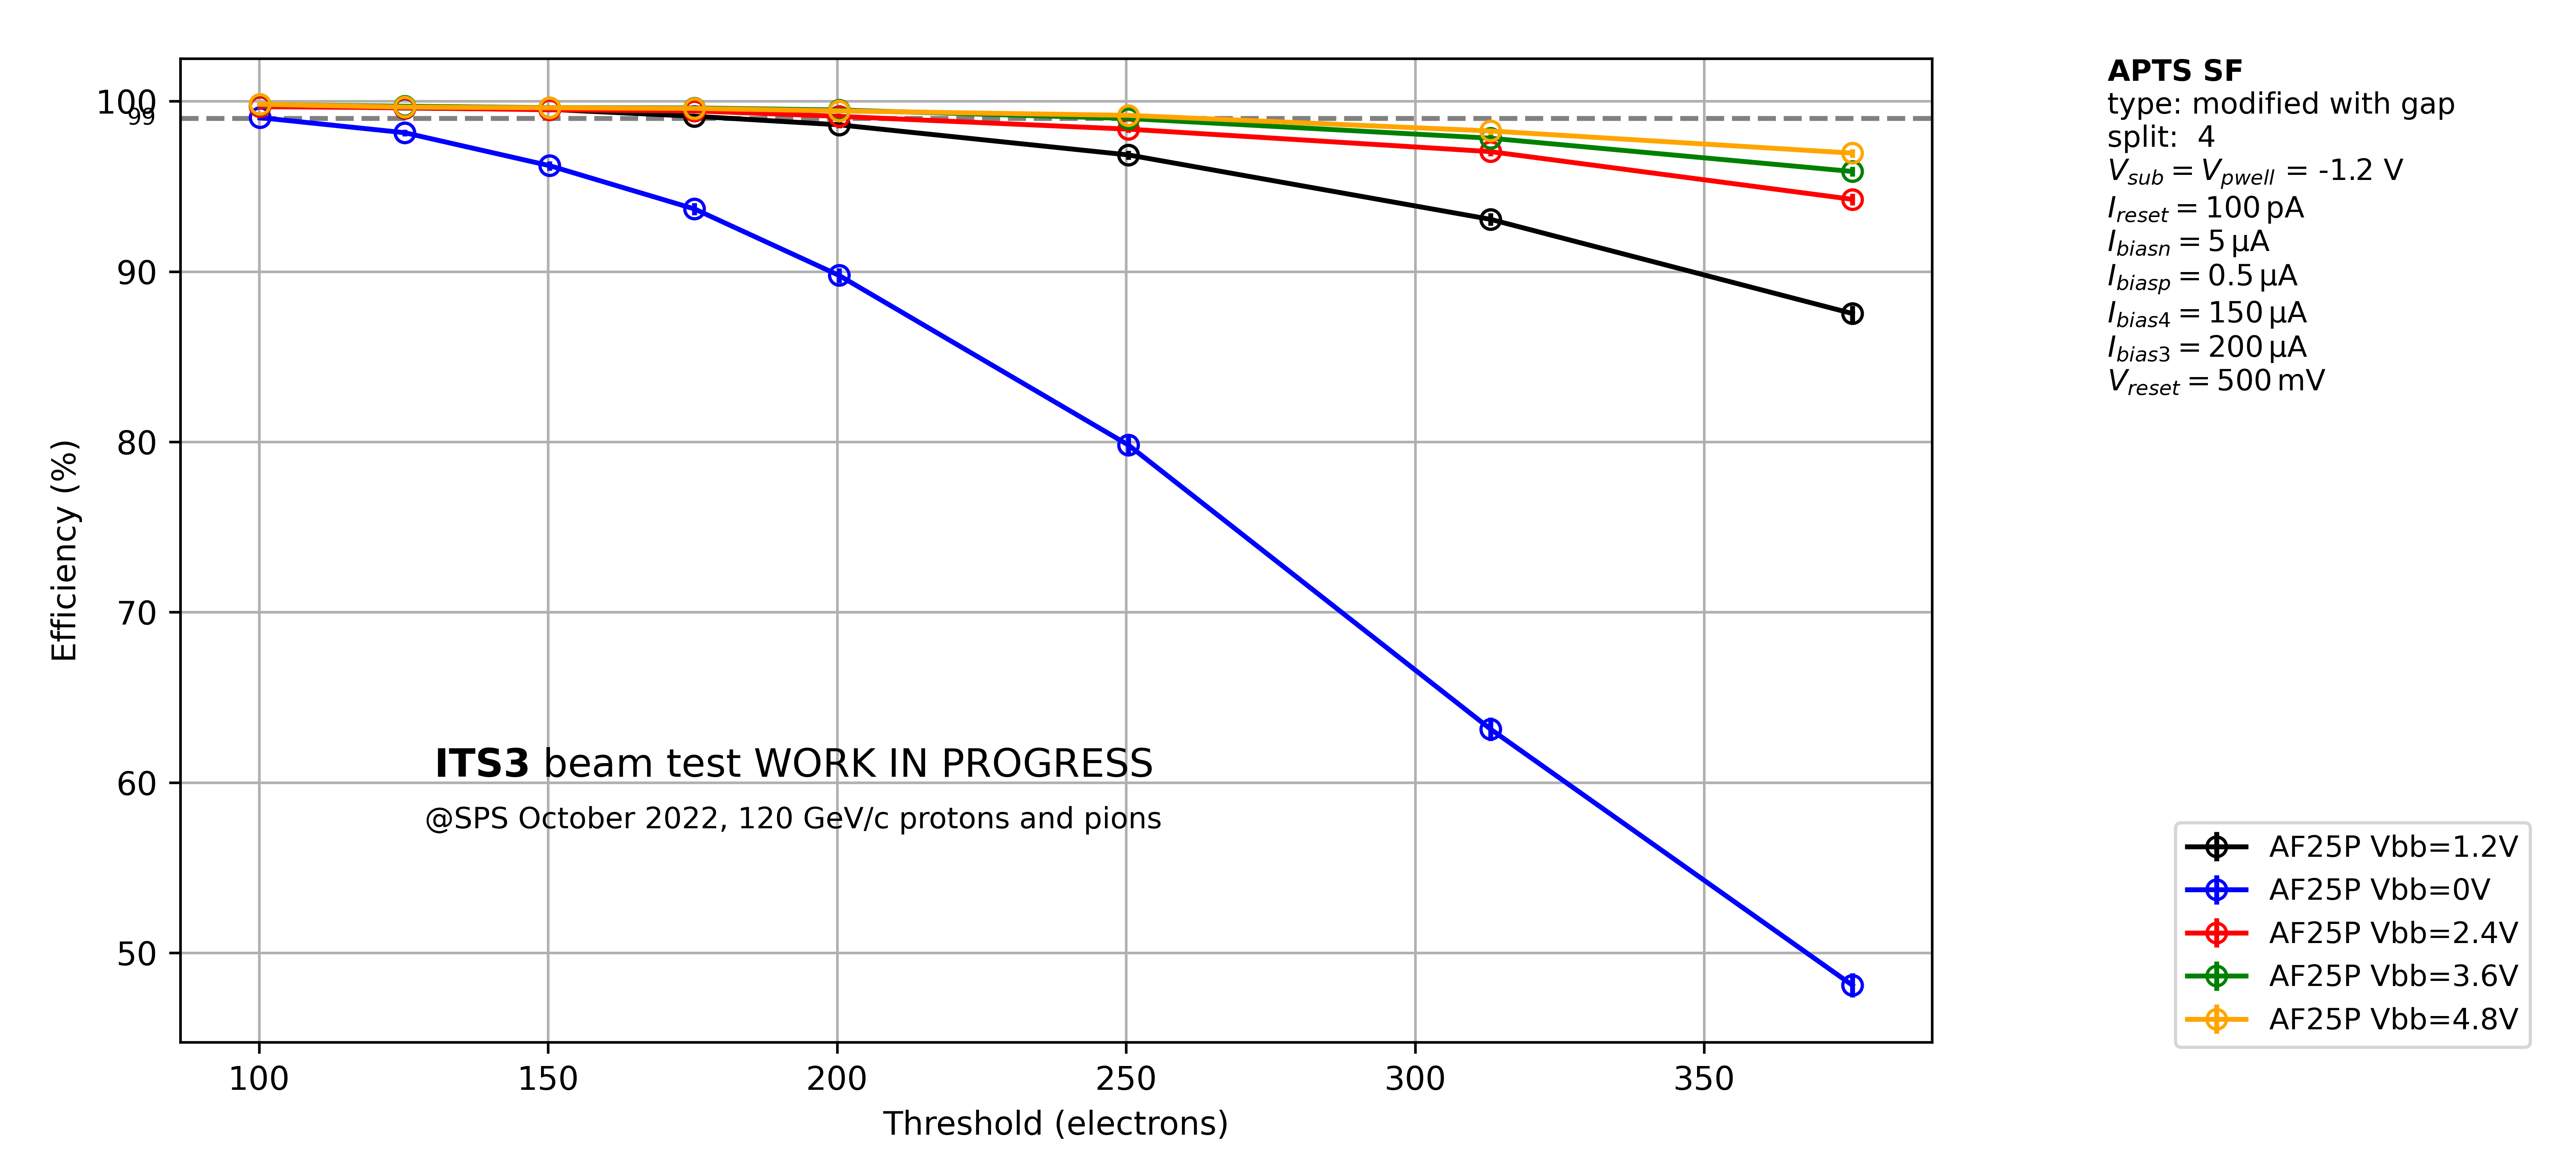 100
99
90
80
70
60
50
Efficiency (%)
ITS3 beam test WORK IN PROGRESS
@SPS October 2022, 120 GeV/c protons and pions
100 150 200 250 300 350
Threshold (electrons)
APTS SF
type: modified with gap
split: 4
V_sub = V_pwell = -1.2 V
I_reset = 100 pA
I_biasn = 5 µA
I_biasp = 0.5 µA
I_bias4 = 150 µA
I_bias3 = 200 µA
V_reset = 500 mV
AF25P Vbb=1.2V
AF25P Vbb=0V
AF25P Vbb=2.4V
AF25P Vbb=3.6V
AF25P Vbb=4.8V